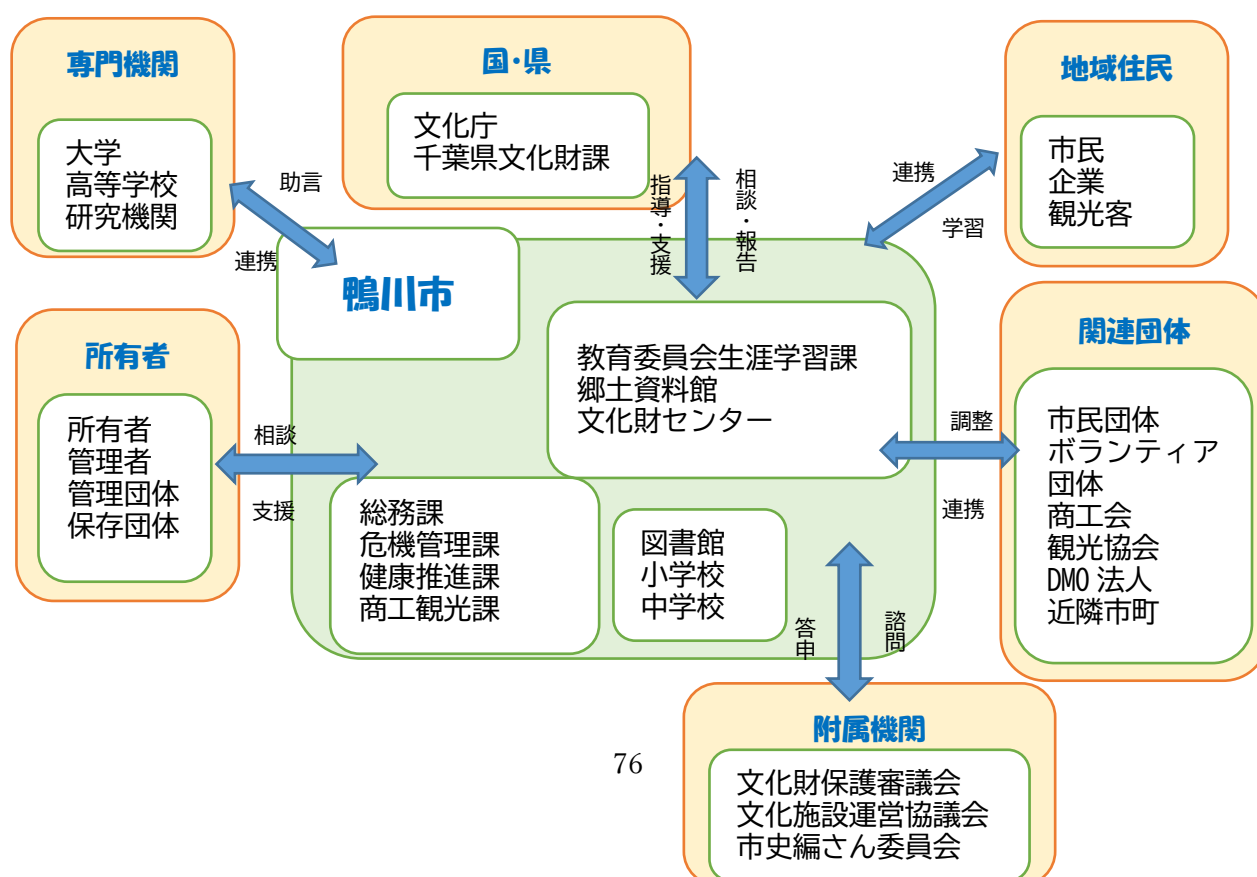 専門機関
大学
高等学校
研究機関
国・県
文化庁
千葉県文化財課
地域住民
市民
企業
観光客
助言
連携
指導・支援
相談・報告
連携
学習
鴨川市
教育委員会生涯学習課
郷土資料館
文化財センター
所有者
所有者
管理者
管理団体
保存団体
相談
支援
総務課
危機管理課
健康推進課
商工観光課
図書館
小学校
中学校
関連団体
市民団体
ボランティア
団体
商工会
観光協会
DMO法人
近隣市町
調整
連携
答申
諮問
附属機関
文化財保護審議会
文化施設運営協議会
市史編さん委員会
76